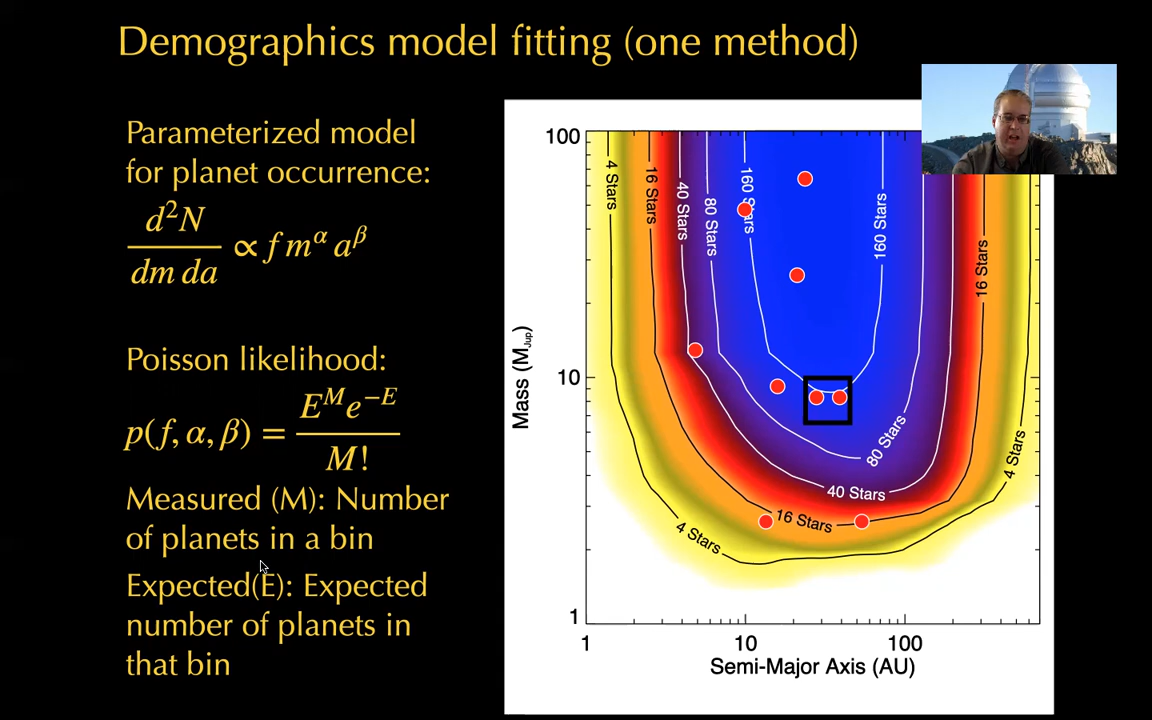 Demographics model fitting (one method)
Parameterized model
for planet occurrence:
d²N
dm da
∝ f m^α a^β
Poisson likelihood:
p(f, α, β) =
E^M e^−E
M!
Measured (M): Number
of planets in a bin
Expected(E): Expected
number of planets in
that bin
100
10
1
Mass (M_Jup)
4 Stars
16 Stars
40 Stars
80 Stars
160 Stars
160 Stars
16 Stars
80 Stars
40 Stars
4 Stars
16 Stars
4 Stars
1
10
100
Semi-Major Axis (AU)